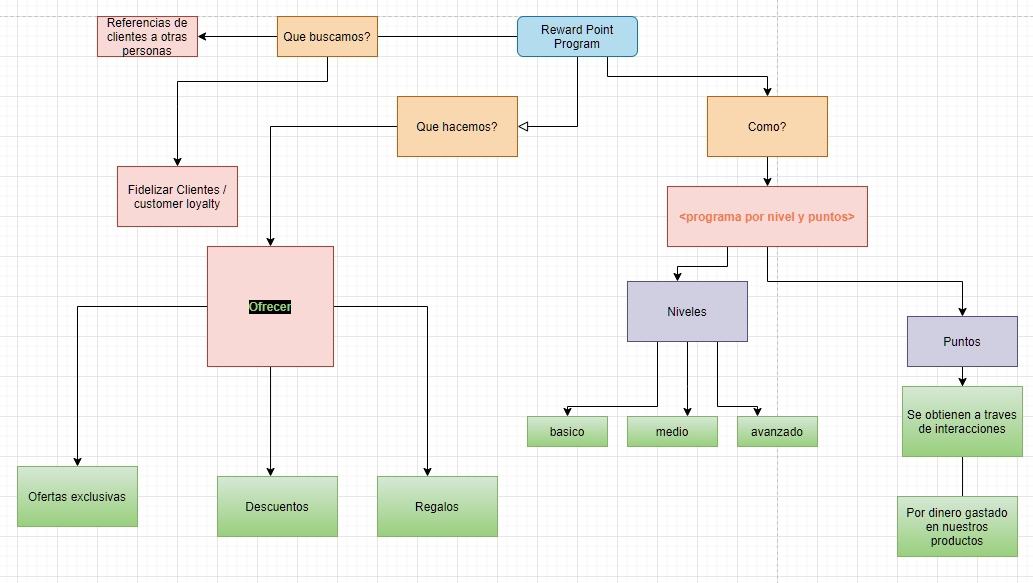 Referencias de
clientes a otras
personas
Que buscamos?
Reward Point
Program
Que hacemos?
Como?
Fidelizar Clientes /
customer loyalty
<programa por nivel y puntos>
Ofrecer
Niveles
Puntos
basico
medio
avanzado
Se obtienen a traves
de interacciones
Ofertas exclusivas
Descuentos
Regalos
Por dinero gastado
en nuestros
productos